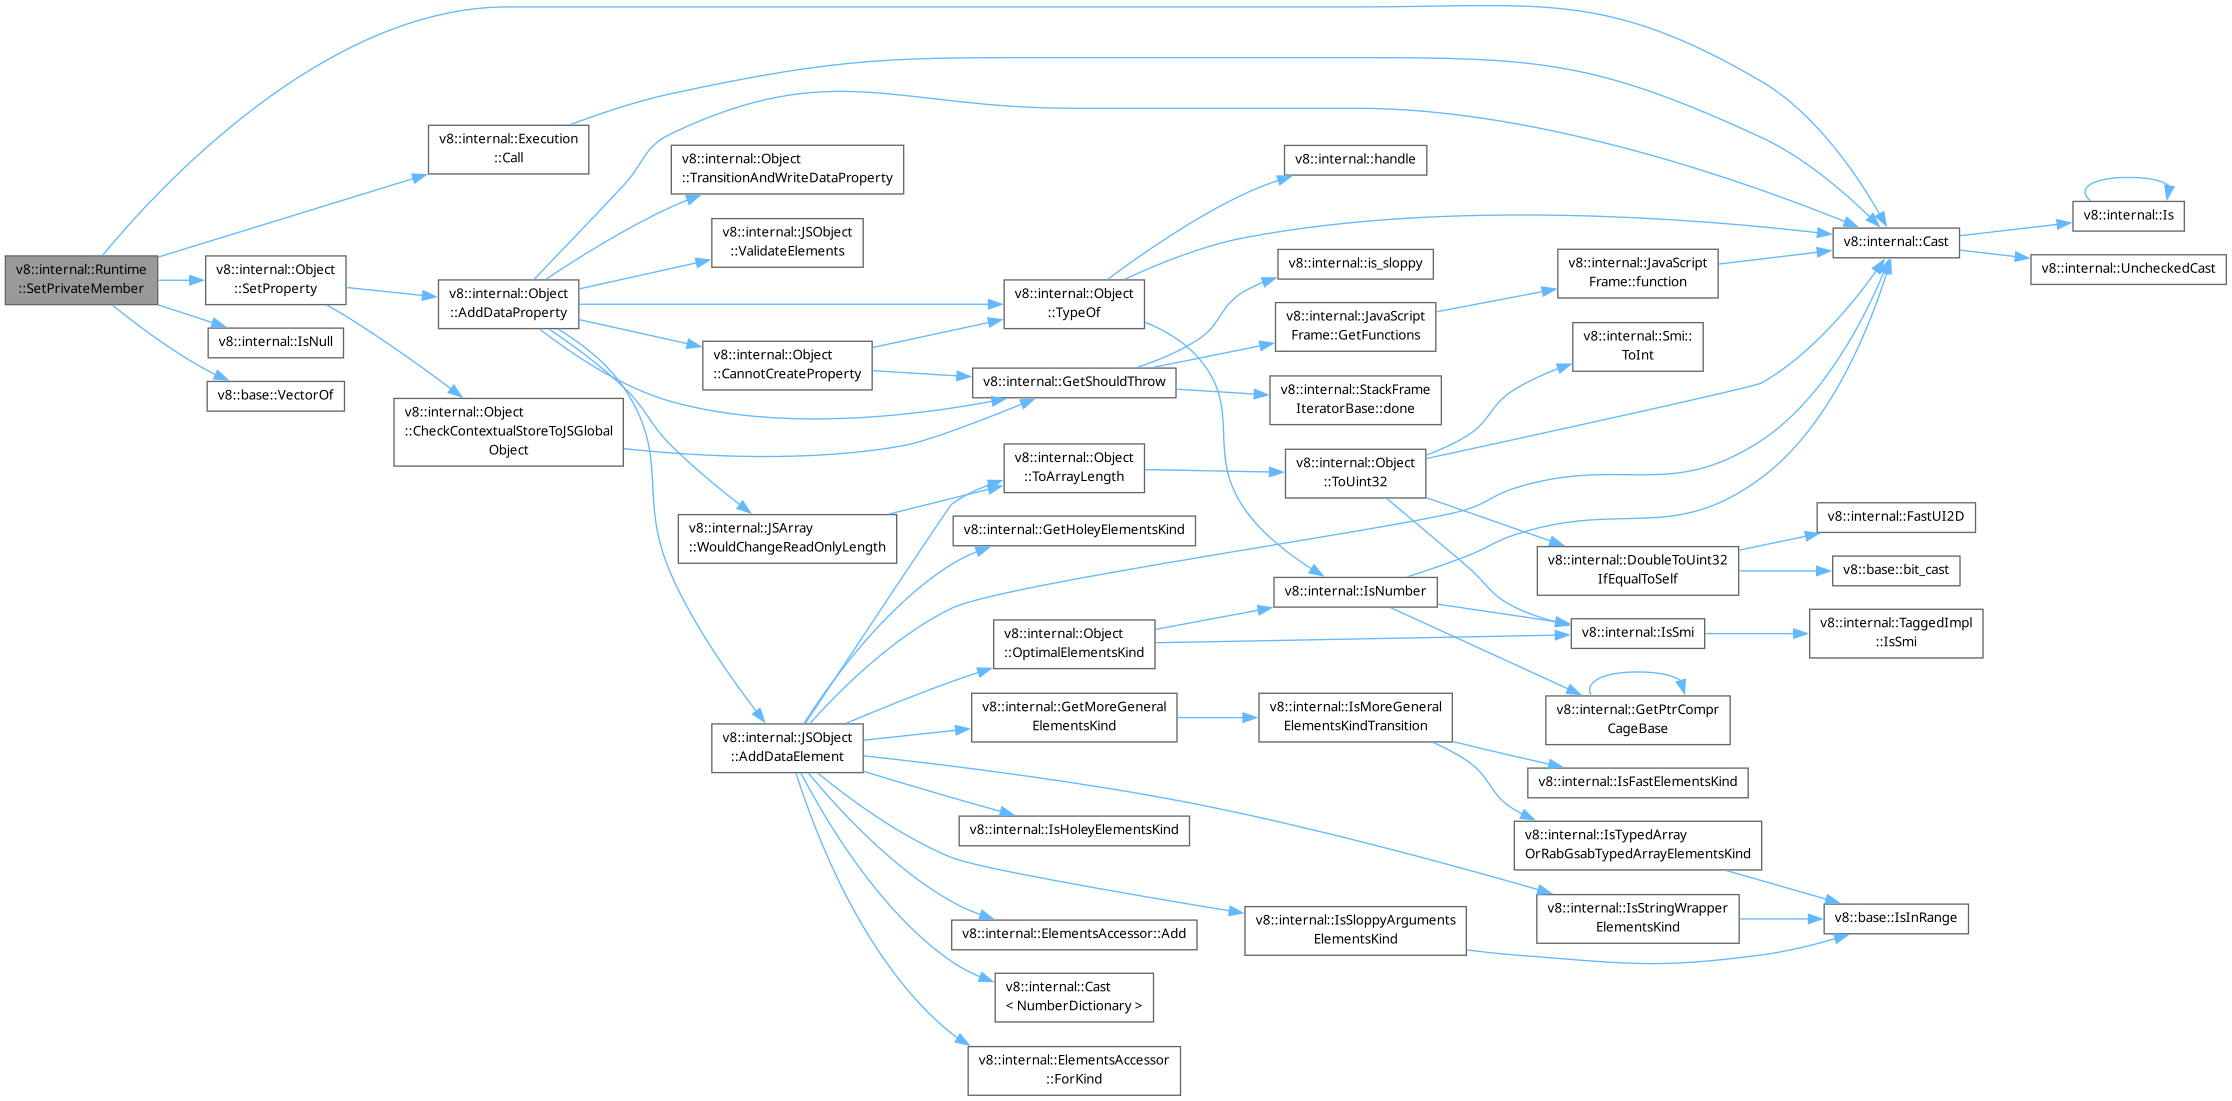 v8::internal::Runtime
::SetPrivateMember
v8::internal::Execution
::Call
v8::internal::Object
::SetProperty
v8::internal::IsNull
v8::base::VectorOf
v8::internal::Object
::AddDataProperty
v8::internal::Object
::CheckContextualStoreToJSGlobal
Object
v8::internal::Object
::TransitionAndWriteDataProperty
v8::internal::JSObject
::ValidateElements
v8::internal::Object
::CannotCreateProperty
v8::internal::JSArray
::WouldChangeReadOnlyLength
v8::internal::JSObject
::AddDataElement
v8::internal::Object
::TypeOf
v8::internal::GetShouldThrow
v8::internal::Object
::ToArrayLength
v8::internal::GetHoleyElementsKind
v8::internal::Object
::OptimalElementsKind
v8::internal::GetMoreGeneral
ElementsKind
v8::internal::IsHoleyElementsKind
v8::internal::ElementsAccessor::Add
v8::internal::Cast
< NumberDictionary >
v8::internal::ElementsAccessor
::ForKind
v8::internal::handle
v8::internal::is_sloppy
v8::internal::JavaScript
Frame::GetFunctions
v8::internal::StackFrame
IteratorBase::done
v8::internal::Object
::ToUint32
v8::internal::IsNumber
v8::internal::IsMoreGeneral
ElementsKindTransition
v8::internal::IsSloppyArguments
ElementsKind
v8::internal::JavaScript
Frame::function
v8::internal::Smi::
ToInt
v8::internal::DoubleToUint32
IfEqualToSelf
v8::internal::IsSmi
v8::internal::GetPtrCompr
CageBase
v8::internal::IsFastElementsKind
v8::internal::IsTypedArray
OrRabGsabTypedArrayElementsKind
v8::internal::IsStringWrapper
ElementsKind
v8::internal::Cast
v8::internal::FastUI2D
v8::base::bit_cast
v8::internal::TaggedImpl
::IsSmi
v8::base::IsInRange
v8::internal::Is
v8::internal::UncheckedCast